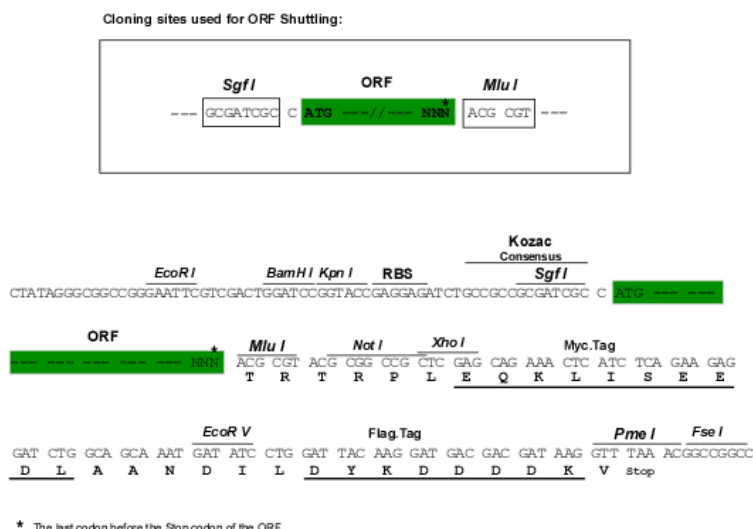 Cloning sites used for ORF Shuttling:
Sgf I ORF Mlu I
--- GCGATCGC C ATG ---//--- NNN* ACG CGT ---
Kozac
Consensus
EcoR I BamH I Kpn I RBS Sgf I
CTATAGGGCGGCCGGGAATTCGTCGACTGGATCCGGTACCGAGGAGATCTGCCGCCGCGATCGC C ATG --- ---
ORF Mlu I Not I Xho I Myc.Tag
--- --- --- --- --- --- NNN* ACG CGT ACG CGG CCG CTC GAG CAG AAA CTC ATC TCA GAA GAG
T R T R P L E Q K L I S E E
EcoR V Flag.Tag Pme I Fse I
GAT CTG GCA GCA AAT GAT ATC CTG GAT TAC AAG GAT GAC GAC GATAAG GTT TAA ACGGCCGGCC
D L A A N D I L D Y K D D D D K V Stop
* The last codon before the Stop codon of the ORF